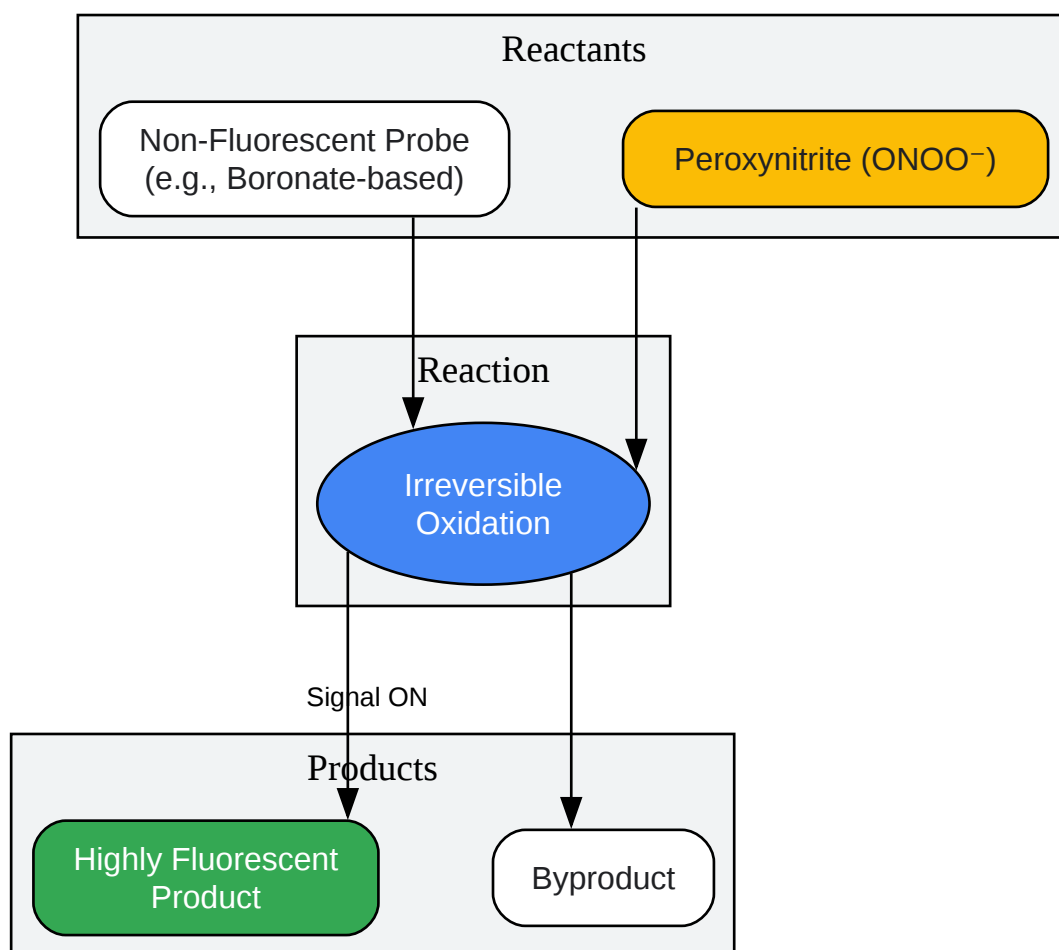 Reactants
Non-Fluorescent Probe
(e.g., Boronate-based)
Peroxynitrite (ONOO⁻)
Reaction
Irreversible
Oxidation
Signal ON
Products
Highly Fluorescent
Product
Byproduct